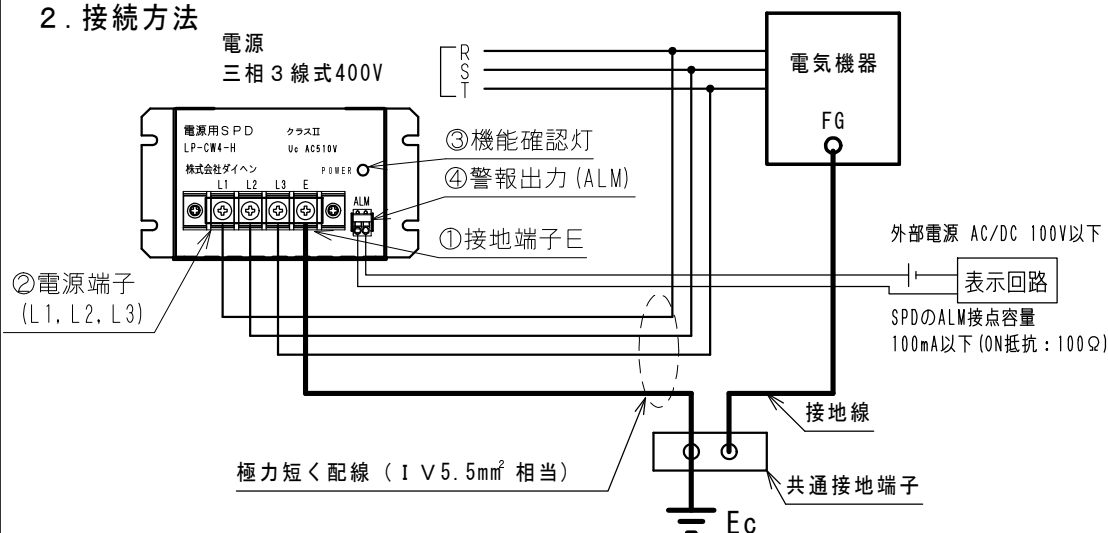 2.接続方法
電源
三相3線式400V
R
S
T
電気機器
FG
電源用SPD クラスII
LP-CW4-H Uc AC510V
株式会社ダイヘン POWER
L1 L2 L3 E
ALM
③機能確認灯
④警報出力(ALM)
①接地端子E
②電源端子
(L1,L2,L3)
外部電源 AC/DC 100V以下
表示回路
SPDのALM接点容量
100mA以下(ON抵抗:100Ω)
接地線
極力短く配線(IV5.5mm²相当)
共通接地端子
Ec